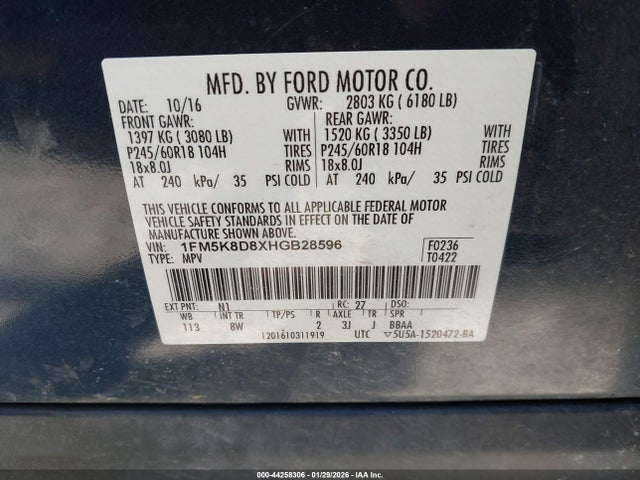 MFD. BY FORD MOTOR CO.
DATE: 10/16 GVWR: 2803 KG ( 6180 LB)
FRONT GAWR: REAR GAWR:
1397 KG ( 3080 LB) WITH 1520 KG ( 3350 LB) WITH
P245/60R18 104H TIRES P245/60R18 104H TIRES
18x8.0J RIMS 18x8.0J RIMS
AT 240 kPa/ 35 PSI COLD AT 240 kPa/ 35 PSI COLD
THIS VEHICLE CONFORMS TO ALL APPLICABLE FEDERAL MOTOR
VEHICLE SAFETY STANDARDS IN EFFECT ON THE DATE OF
MANUFACTURE SHOWN ABOVE.
VIN: 1FM5K8D8XHGB28596 F0236
TYPE: MPV T0422
EXT PNT: N1 RC: 27 DSO:
WB INT TR TP/PS R AXLE TR SPR
113 8W 2 3J J BBAA
1201610311919 UTC ▽5U5A-1520472-BA
000-44258306 - 01/29/2026 - IAA Inc.